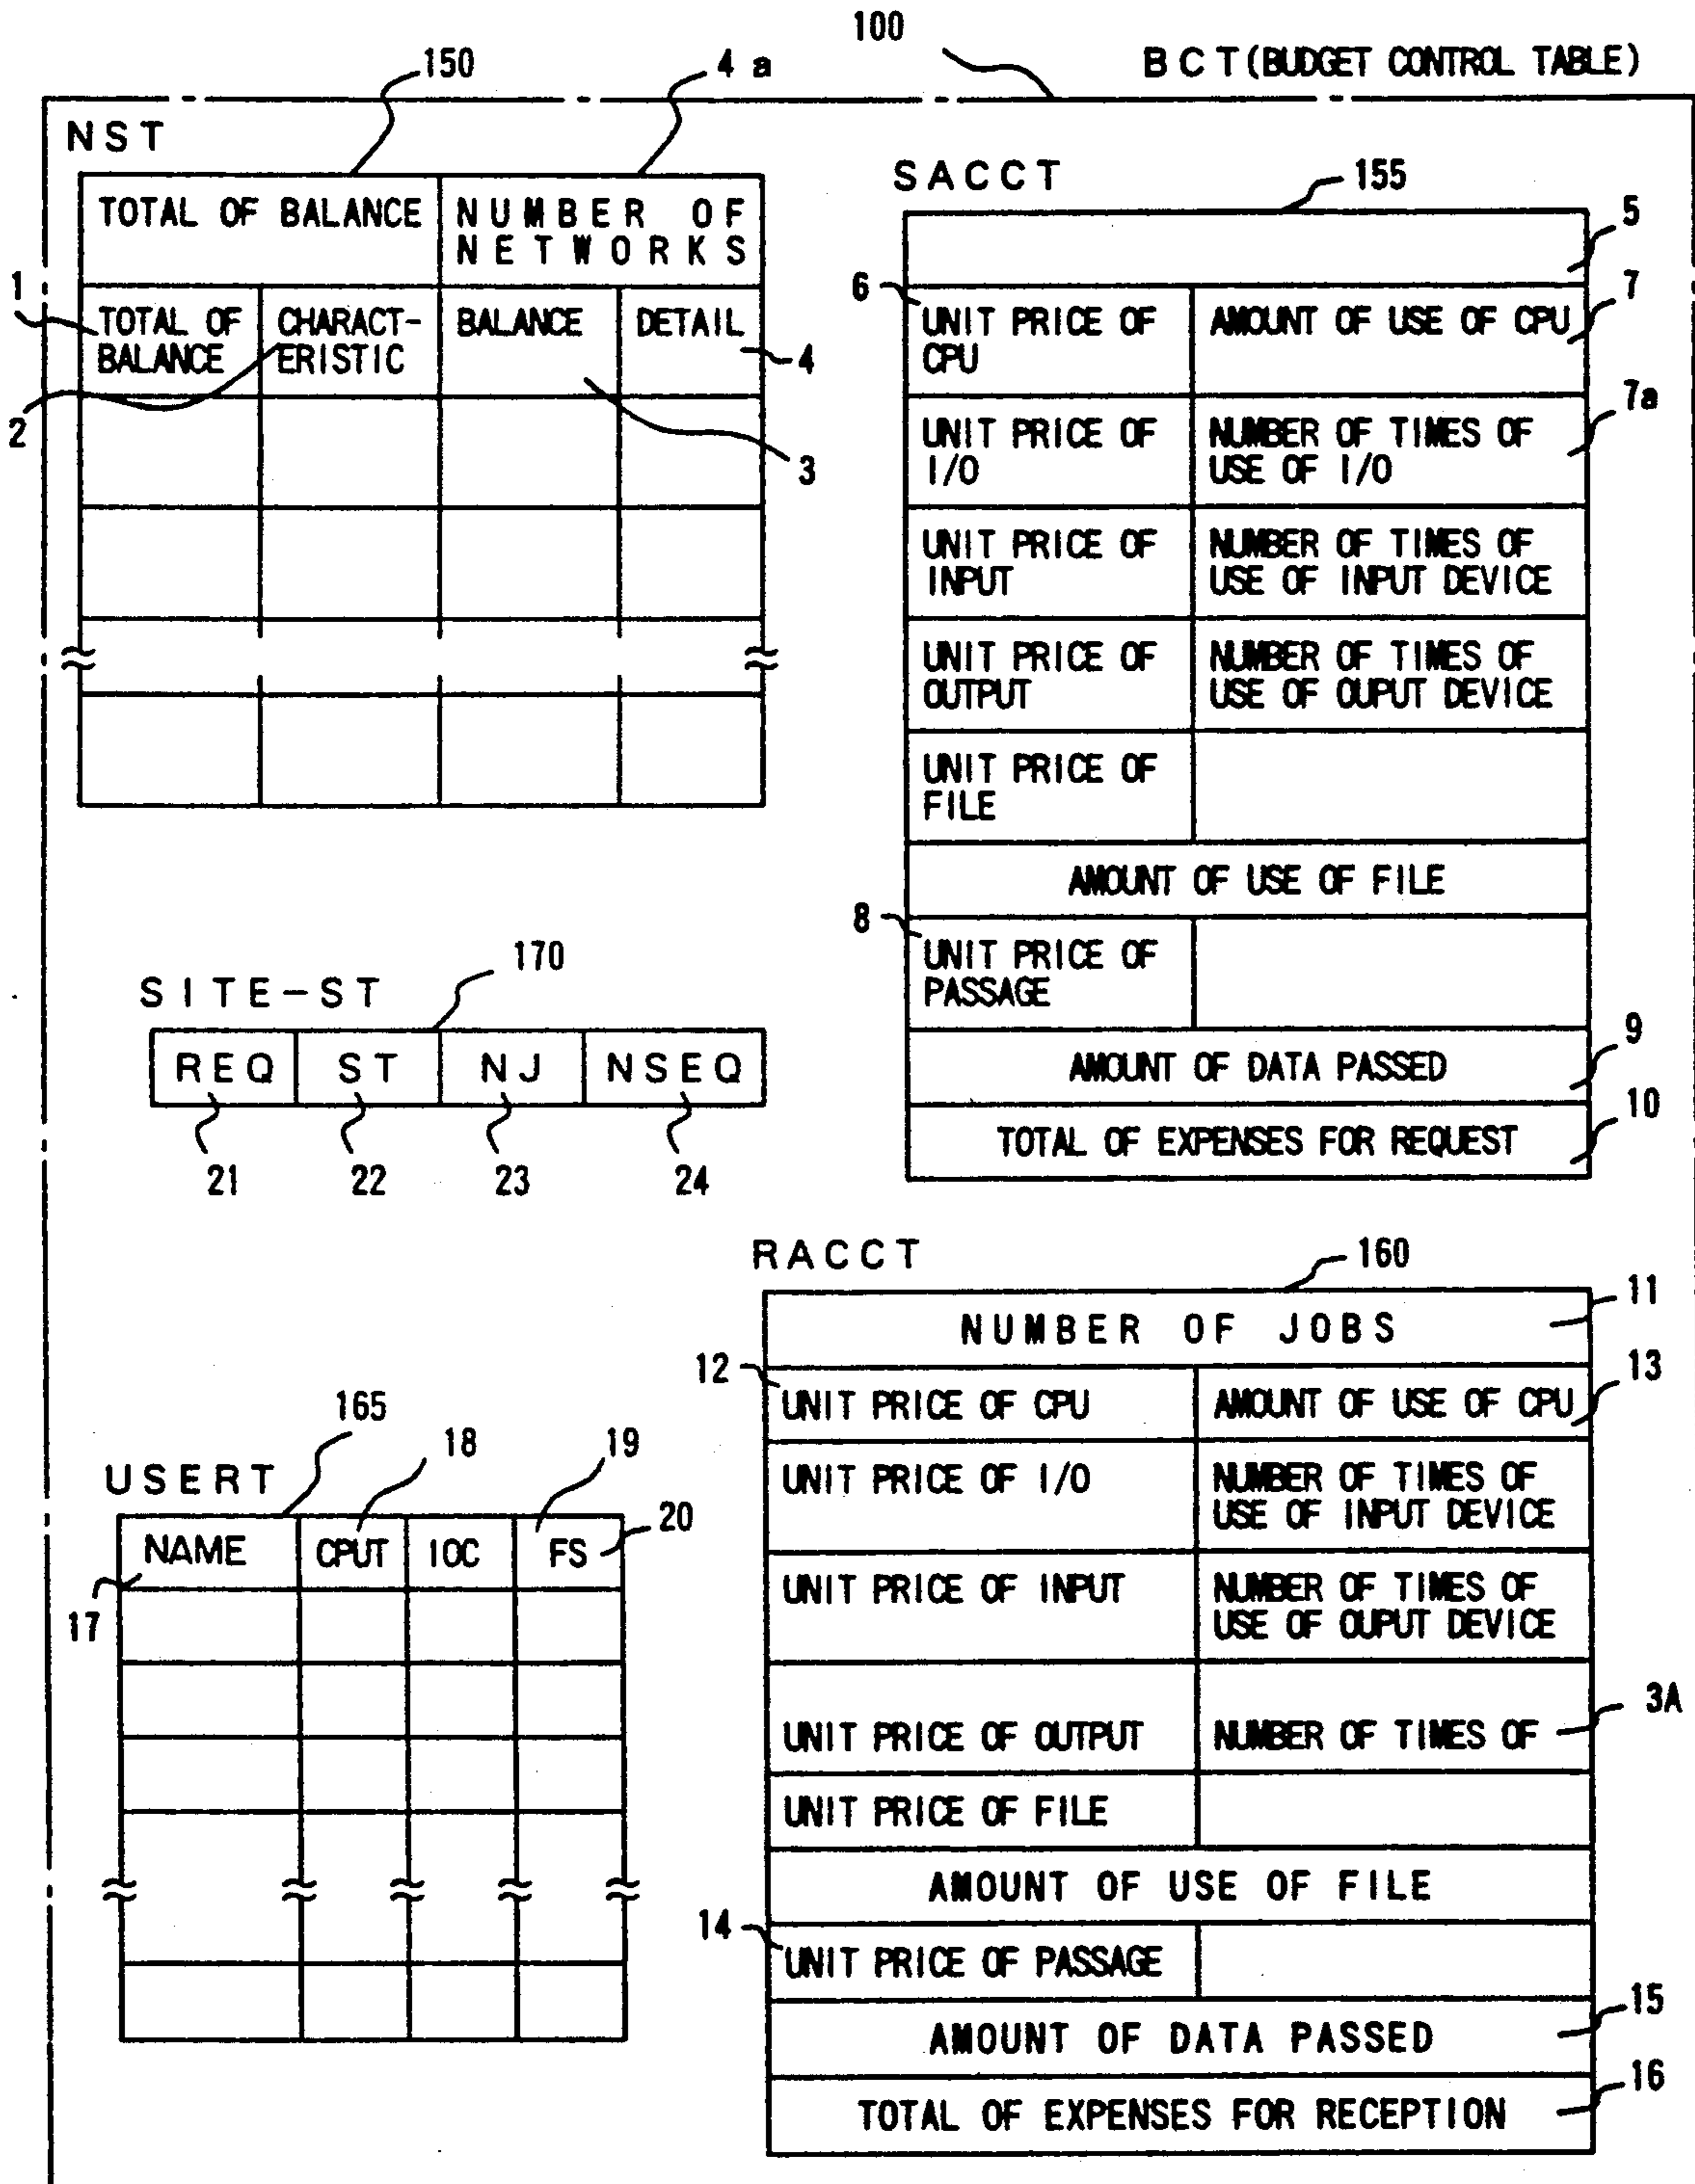 100
BCT(BUDGET CONTROL TABLE)
150
4a
NST
TOTAL OF BALANCE
NUMBER OF
NETWORKS
1
TOTAL OF
BALANCE
CHARACT-
ERISTIC
BALANCE
DETAIL
4
2
3
SACCT
155
5
6
UNIT PRICE OF
CPU
AMOUNT OF USE OF CPU
7
UNIT PRICE OF
I/O
NUMBER OF TIMES OF
USE OF I/O
7a
UNIT PRICE OF
INPUT
NUMBER OF TIMES OF
USE OF INPUT DEVICE
UNIT PRICE OF
OUTPUT
NUMBER OF TIMES OF
USE OF OUPUT DEVICE
UNIT PRICE OF
FILE
AMOUNT OF USE OF FILE
8
UNIT PRICE OF
PASSAGE
AMOUNT OF DATA PASSED
9
TOTAL OF EXPENSES FOR REQUEST
10
SITE-ST
170
REQ
ST
NJ
NSEQ
21
22
23
24
RACCT
160
NUMBER OF JOBS
11
12
UNIT PRICE OF CPU
AMOUNT OF USE OF CPU
13
UNIT PRICE OF I/O
NUMBER OF TIMES OF
USE OF INPUT DEVICE
UNIT PRICE OF INPUT
NUMBER OF TIMES OF
USE OF OUPUT DEVICE
UNIT PRICE OF OUTPUT
NUMBER OF TIMES OF
3A
UNIT PRICE OF FILE
AMOUNT OF USE OF FILE
14
UNIT PRICE OF PASSAGE
AMOUNT OF DATA PASSED
15
TOTAL OF EXPENSES FOR RECEPTION
16
USERT
165
18
19
NAME
CPUT
IOC
FS
20
17